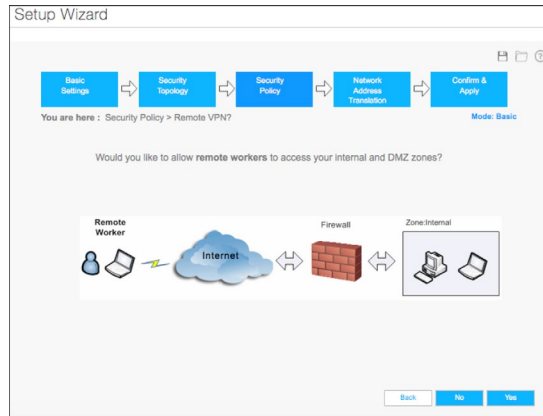 Setup Wizard
Basic
Settings
Security
Topology
Security
Policy
Network
Address
Translation
Confirm &
Apply
You are here : Security Policy > Remote VPN?
Mode: Basic
Would you like to allow remote workers to access your internal and DMZ zones?
Remote
Worker
Internet
Firewall
Zone:Internal
Back
No
Yes